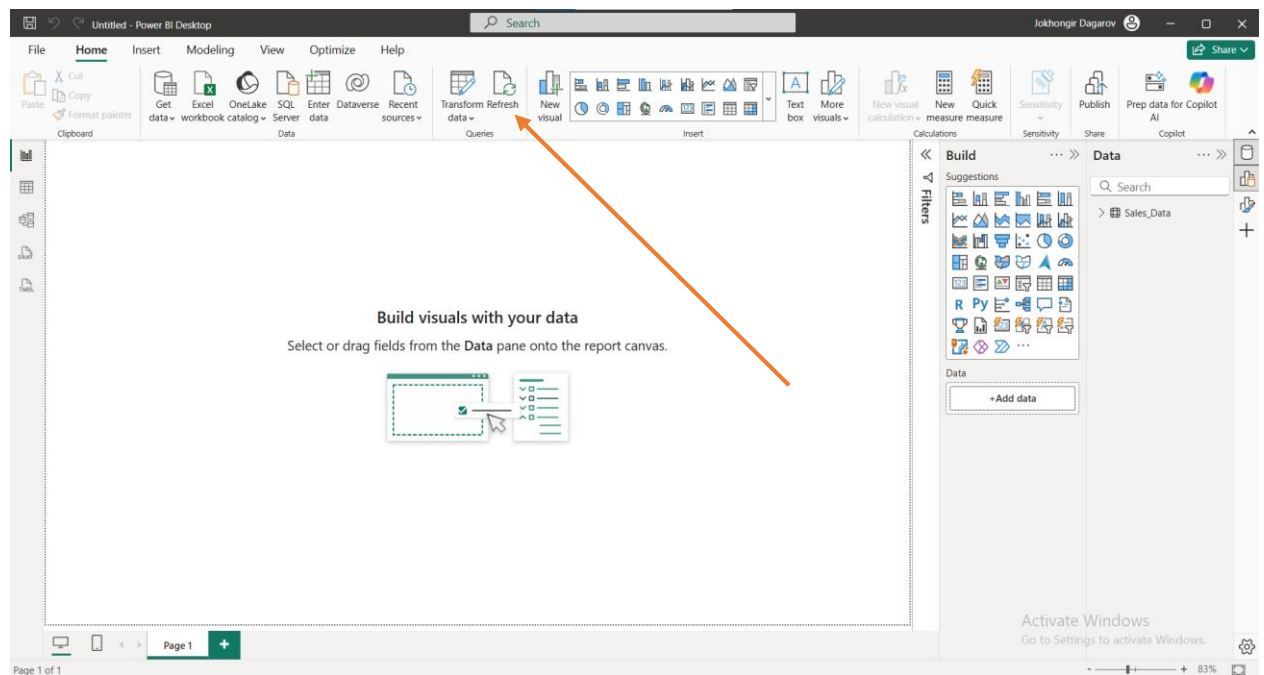 Untitled - Power BI Desktop
Search
Jokhongir Dagarov
File Home Insert Modeling View Optimize Help
Share
Paste
Cut
Copy
Format painter
Clipboard
Get data
Excel workbook
OneLake catalog
SQL Server
Enter data
Dataverse
Recent sources
Data
Transform data
Refresh
Queries
New visual
Text box
More visuals
Insert
New visual calculation
New measure
Quick measure
Calculations
Sensitivity
Sensitivity
Publish
Share
Prep data for AI
Copilot
Copilot
Filters
Build
Suggestions
123
R Py
Data
+Add data
Data
Search
Sales_Data
DAX
TMDL
Build visuals with your data
Select or drag fields from the Data pane onto the report canvas.
Activate Windows
Go to Settings to activate Windows.
Page 1
Page 1 of 1
83%